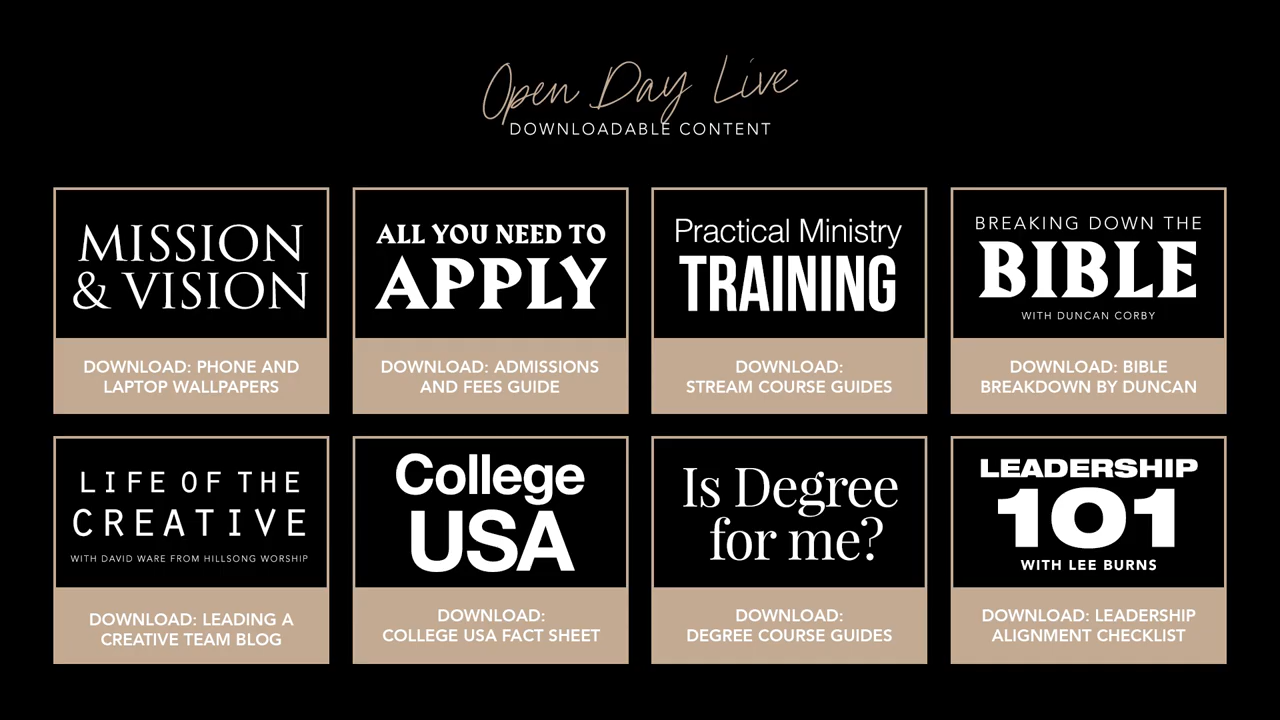 Open Day Live
DOWNLOADABLE CONTENT
MISSION
& VISION
DOWNLOAD: PHONE AND
LAPTOP WALLPAPERS
ALL YOU NEED TO
APPLY
DOWNLOAD: ADMISSIONS
AND FEES GUIDE
Practical Ministry
TRAINING
DOWNLOAD:
STREAM COURSE GUIDES
BREAKING DOWN THE
BIBLE
WITH DUNCAN CORBY
DOWNLOAD: BIBLE
BREAKDOWN BY DUNCAN
LIFE OF THE
CREATIVE
WITH DAVID WARE FROM HILLSONG WORSHIP
DOWNLOAD: LEADING A
CREATIVE TEAM BLOG
College
USA
DOWNLOAD:
COLLEGE USA FACT SHEET
Is Degree
for me?
DOWNLOAD:
DEGREE COURSE GUIDES
LEADERSHIP
101
WITH LEE BURNS
DOWNLOAD: LEADERSHIP
ALIGNMENT CHECKLIST